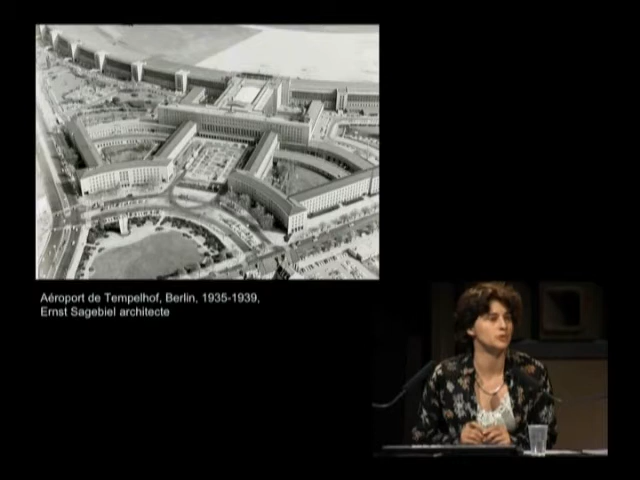 Aéroport de Tempelhof, Berlin, 1935-1939,
Ernst Sagebiel architecte